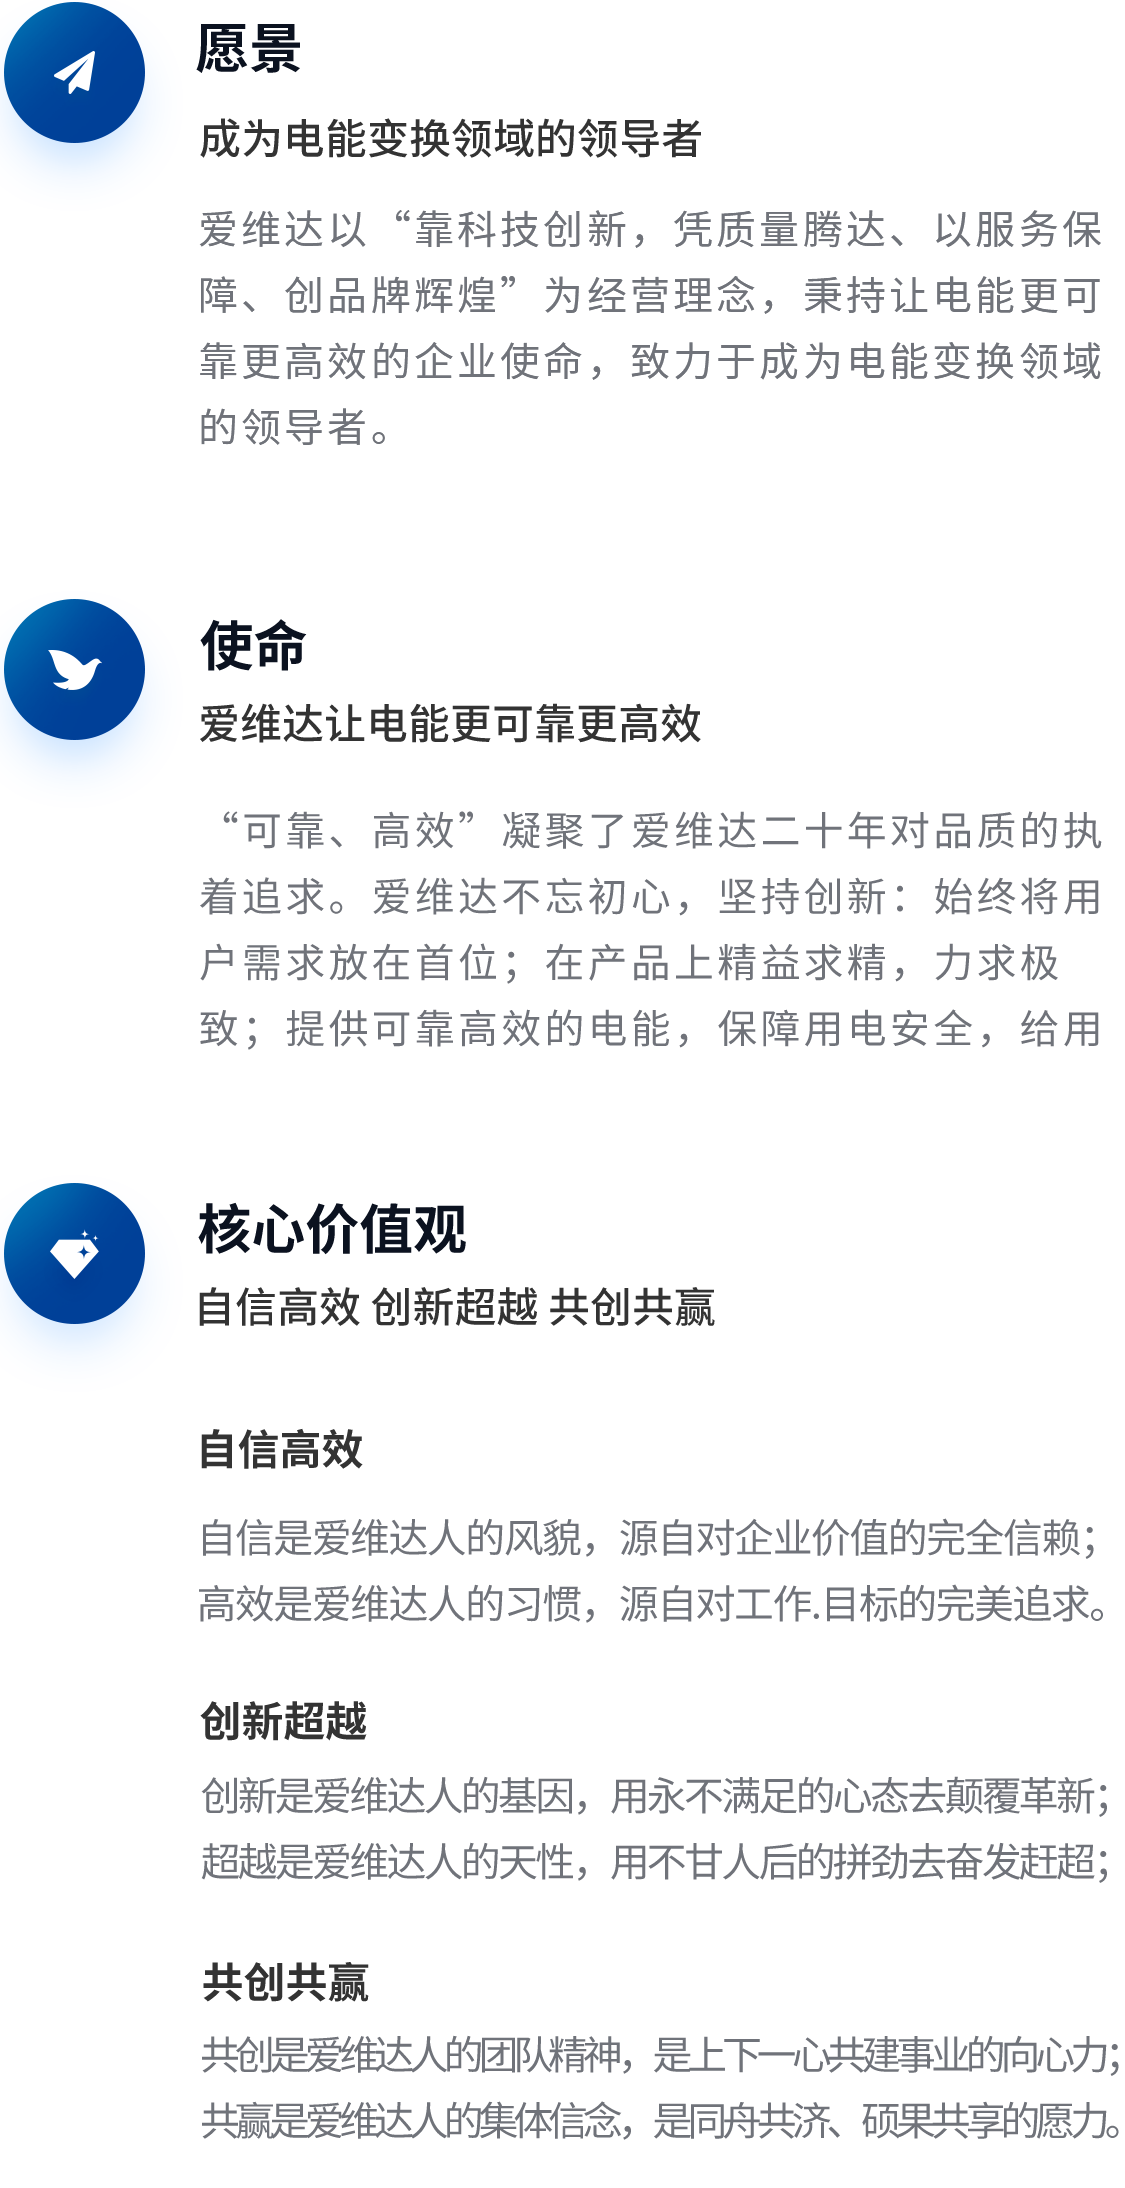 愿景
成为电能变换领域的领导者
爱维达以“靠科技创新，凭质量腾达、以服务保
障、创品牌辉煌”为经营理念，秉持让电能更可
靠更高效的企业使命，致力于成为电能变换领域
的领导者。
使命
爱维达让电能更可靠更高效
“可靠、高效”凝聚了爱维达二十年对品质的执
着追求。爱维达不忘初心，坚持创新：始终将用
户需求放在首位；在产品上精益求精，力求极
致；提供可靠高效的电能，保障用电安全，给用
核心价值观
自信高效 创新超越 共创共赢
自信高效
自信是爱维达人的风貌，源自对企业价值的完全信赖；
高效是爱维达人的习惯，源自对工作.目标的完美追求。
创新超越
创新是爱维达人的基因，用永不满足的心态去颠覆革新；
超越是爱维达人的天性，用不甘人后的拼劲去奋发赶超；
共创共赢
共创是爱维达人的团队精神，是上下一心共建事业的向心力；
共赢是爱维达人的集体信念，是同舟共济、硕果共享的愿力。